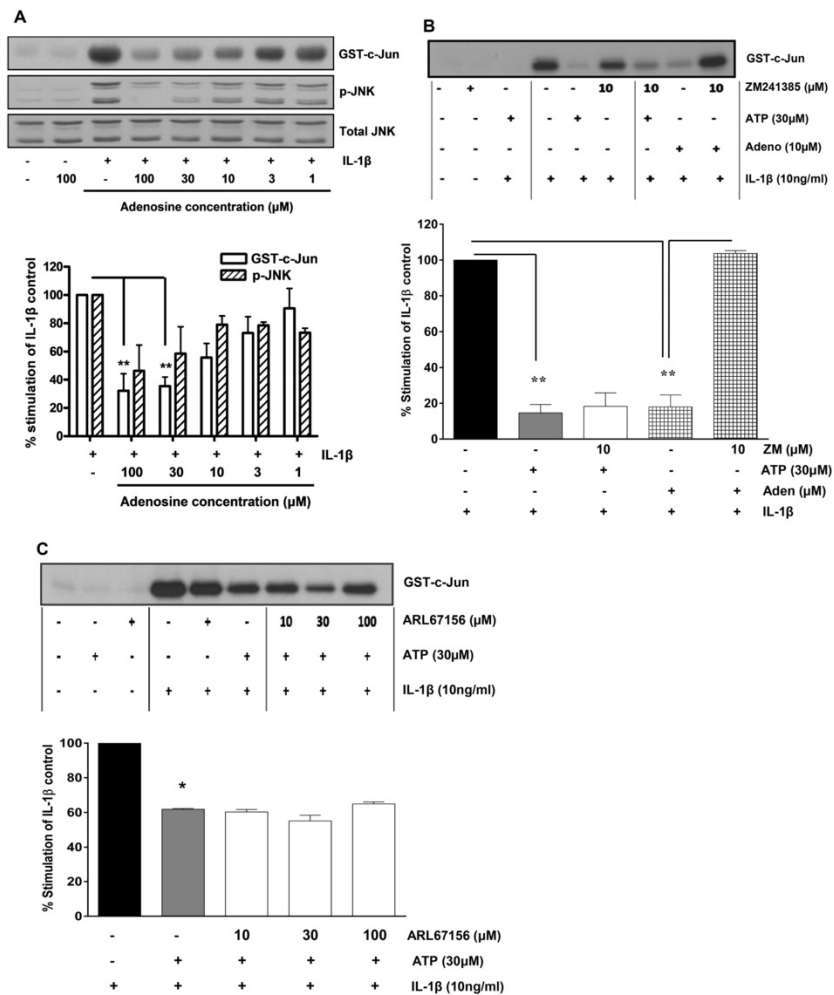 A
GST-c-Jun
p-JNK
Total JNK
- - + + + + + + IL-1β
- 100 - 100 30 10 3 1
Adenosine concentration (μM)
% stimulation of IL-1β control
GST-c-Jun
p-JNK
120
100
80
60
40
20
0
** **
+ + + + + + IL-1β
- 100 30 10 3 1
Adenosine concentration (μM)
B
GST-c-Jun
- + - - - 10 10 - 10 ZM241385 (μM)
- - + - + - + - - ATP (30μM)
- - - - - - - + + Adeno (10μM)
- - + + + + + + + IL-1β (10ng/ml)
% Stimulation of IL-1β control
120
100
80
60
40
20
0
** **
- - 10 - 10 ZM (μM)
- + + - - ATP (30μM)
- - - + + Aden (μM)
+ + + + + IL-1β
C
GST-c-Jun
- - + - + - 10 30 100 ARL67156 (μM)
- + - - - + + + + ATP (30μM)
- - - + + + + + + IL-1β (10ng/ml)
% Stimulation of IL-1β control
100
80
60
40
20
0
*
- - 10 30 100 ARL67156 (μM)
- + + + + ATP (30μM)
+ + + + + IL-1β (10ng/ml)